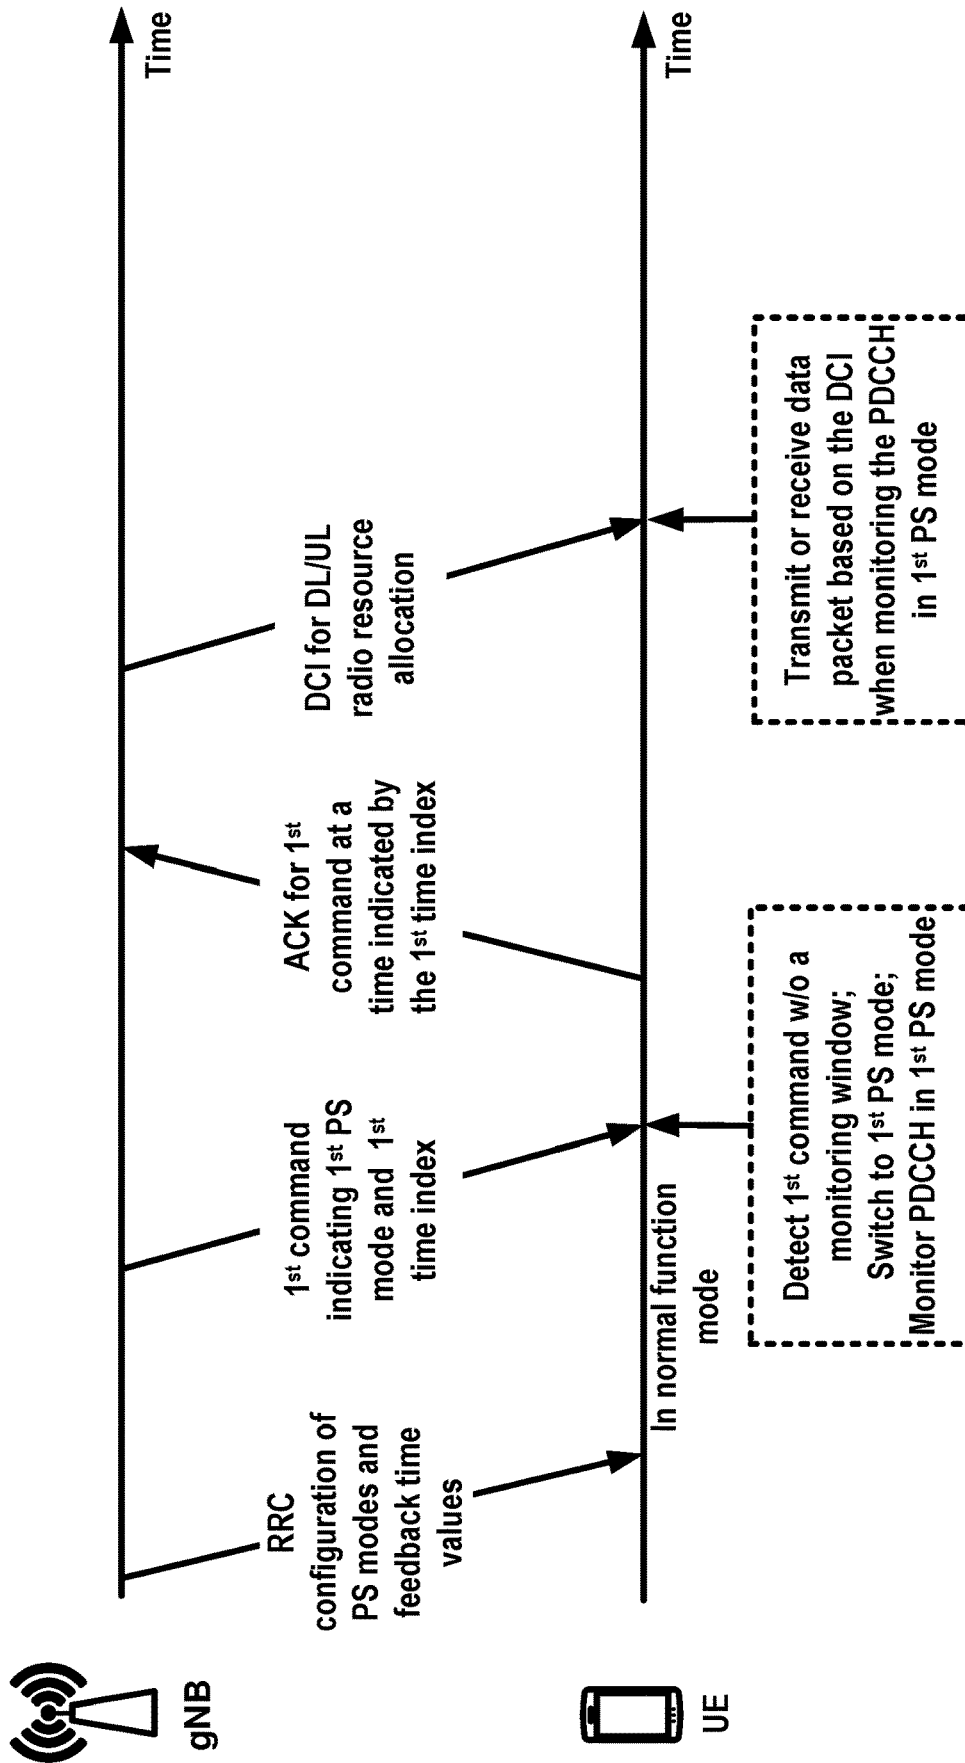 gNB
Time
RRC
configuration of
PS modes and
feedback time
values
1st command
indicating 1st PS
mode and 1st
time index
ACK for 1st
command at a
time indicated by
the 1st time index
DCI for DL/UL
radio resource
allocation
UE
Time
In normal function
mode
Detect 1st command w/o a
monitoring window;
Switch to 1st PS mode;
Monitor PDCCH in 1st PS mode
Transmit or receive data
packet based on the DCI
when monitoring the PDCCH
in 1st PS mode